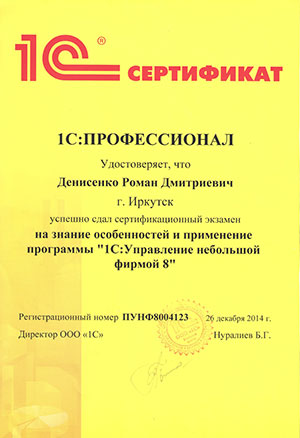 1С® СЕРТИФИКАТ
1С:ПРОФЕССИОНАЛ
Удостоверяет, что
Денисенко Роман Дмитриевич
г. Иркутск
успешно сдал сертификационный экзамен
на знание особенностей и применение
программы "1С:Управление небольшой
фирмой 8"
Регистрационный номер ПУНФ8004123 26 декабря 2014 г.
Директор ООО «1С» Нуралиев Б.Г.